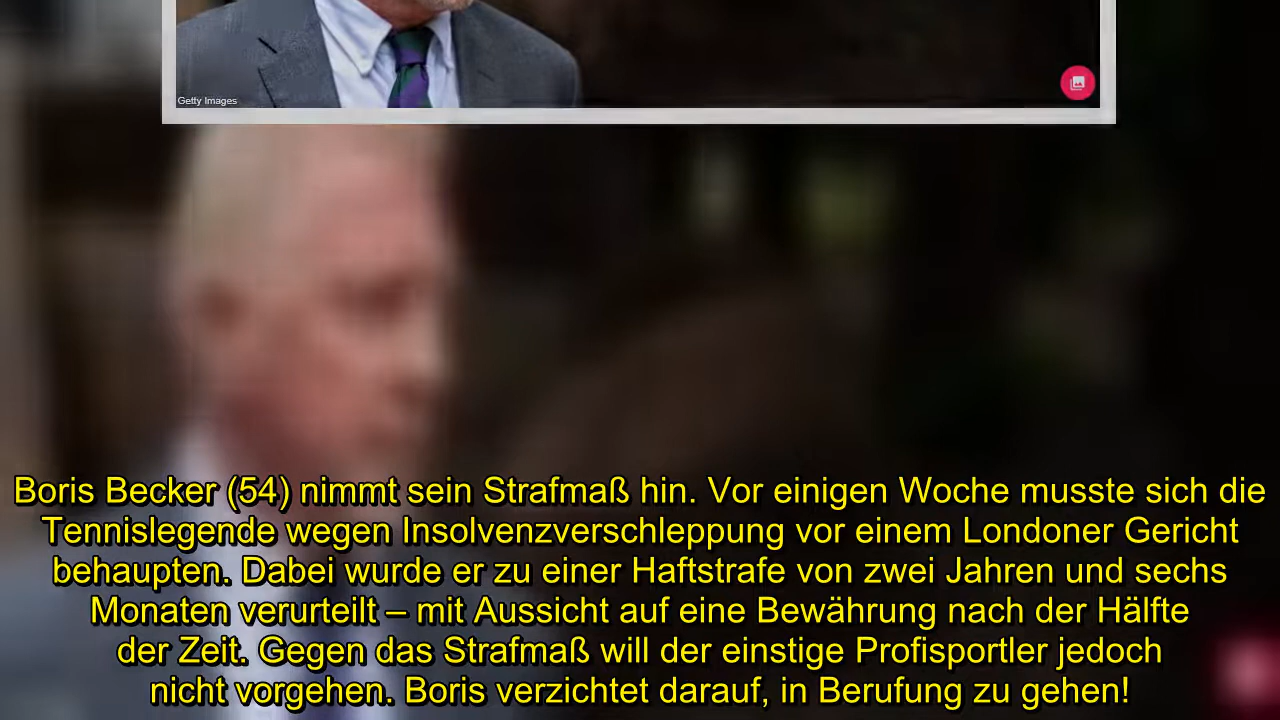 Getty Images
Boris Becker (54) nimmt sein Strafmaß hin. Vor einigen Woche musste sich die
Tennislegende wegen Insolvenzverschleppung vor einem Londoner Gericht
behaupten. Dabei wurde er zu einer Haftstrafe von zwei Jahren und sechs
Monaten verurteilt – mit Aussicht auf eine Bewährung nach der Hälfte
der Zeit. Gegen das Strafmaß will der einstige Profisportler jedoch
nicht vorgehen. Boris verzichtet darauf, in Berufung zu gehen!